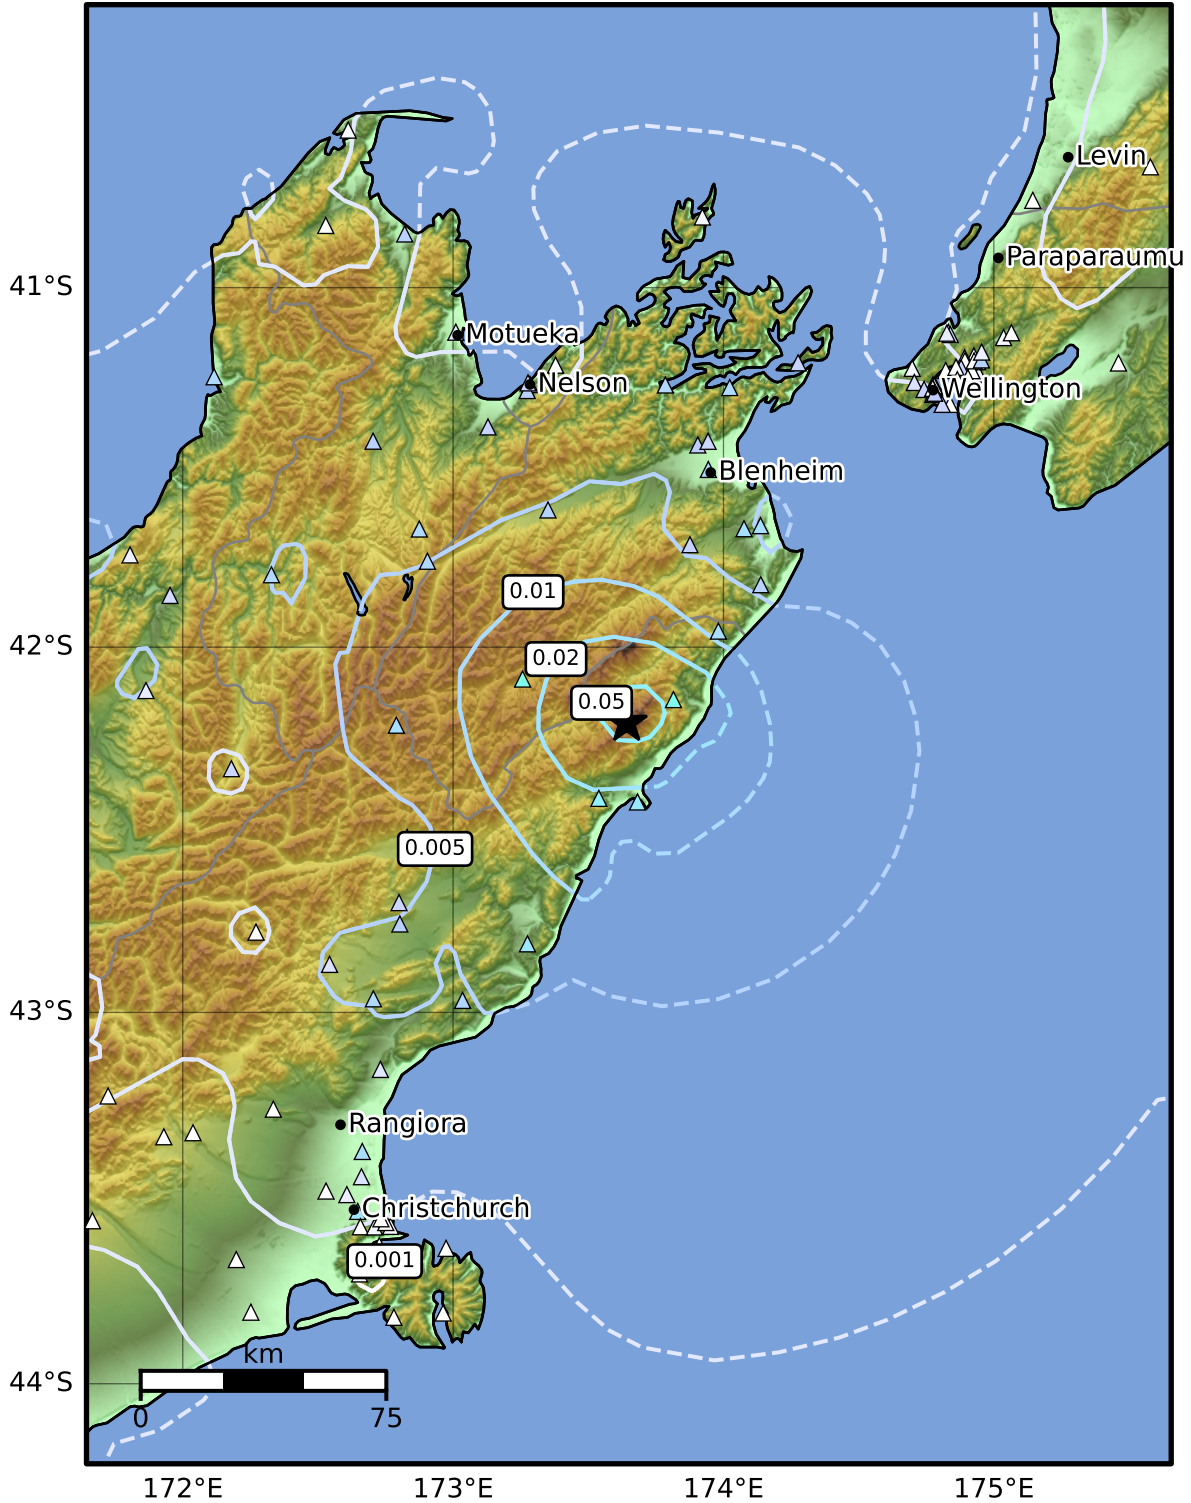 Levin
Paraparaumu
41°S
Motueka
Nelson
Wellington
Blenheim
0.01
42°S
0.02
0.05
0.005
43°S
Rangiora
Christchurch
0.001
km
44°S
0
75
172°E
173°E
174°E
175°E